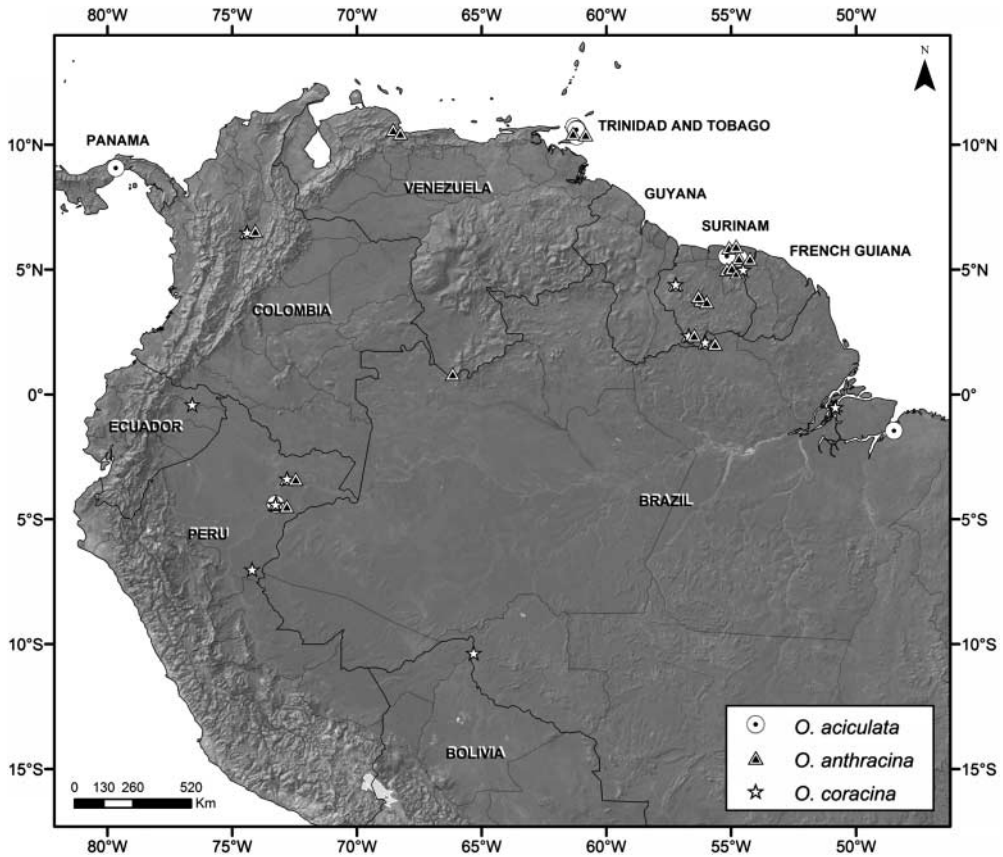 80°W 75°W 70°W 65°W 60°W 55°W 50°W
N
TRINIDAD AND TOBAGO
PANAMA
10°N 10°N
VENEZUELA
GUYANA
SURINAM
FRENCH GUIANA
5°N 5°N
COLOMBIA
0° 0°
ECUADOR
BRAZIL
5°S 5°S
PERU
10°S 10°S
O. aciculata
BOLIVIA
O. anthracina
15°S 15°S
O. coracina
0 130 260 520
Km
80°W 75°W 70°W 65°W 60°W 55°W 50°W